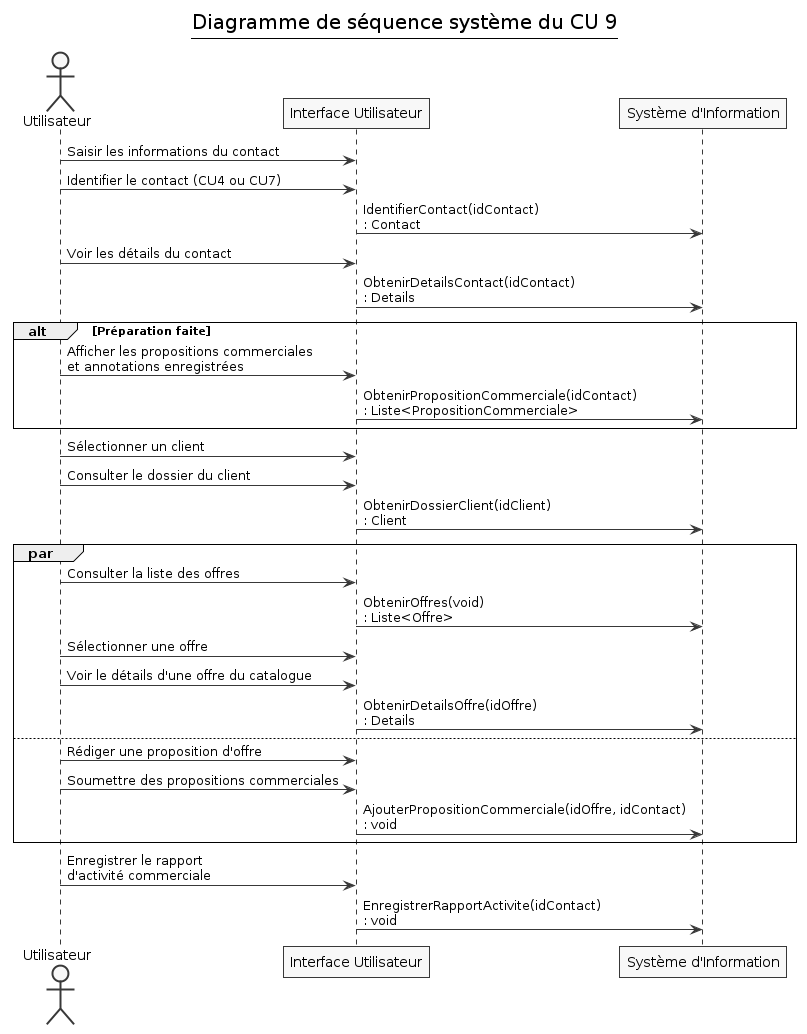 Diagramme de séquence système du CU 9
Utilisateur
Interface Utilisateur
Système d'Information
Saisir les informations du contact
Identifier le contact (CU4 ou CU7)
IdentifierContact(idContact)
: Contact
Voir les détails du contact
ObtenirDetailsContact(idContact)
: Details
alt
[Préparation faite]
Afficher les propositions commerciales
et annotations enregistrées
ObtenirPropositionCommerciale(idContact)
: Liste<PropositionCommerciale>
Sélectionner un client
Consulter le dossier du client
ObtenirDossierClient(idClient)
: Client
par
Consulter la liste des offres
ObtenirOffres(void)
: Liste<Offre>
Sélectionner une offre
Voir le détails d'une offre du catalogue
ObtenirDetailsOffre(idOffre)
: Details
Rédiger une proposition d'offre
Soumettre des propositions commerciales
AjouterPropositionCommerciale(idOffre, idContact)
: void
Enregistrer le rapport
d'activité commerciale
EnregistrerRapportActivite(idContact)
: void
Utilisateur
Interface Utilisateur
Système d'Information